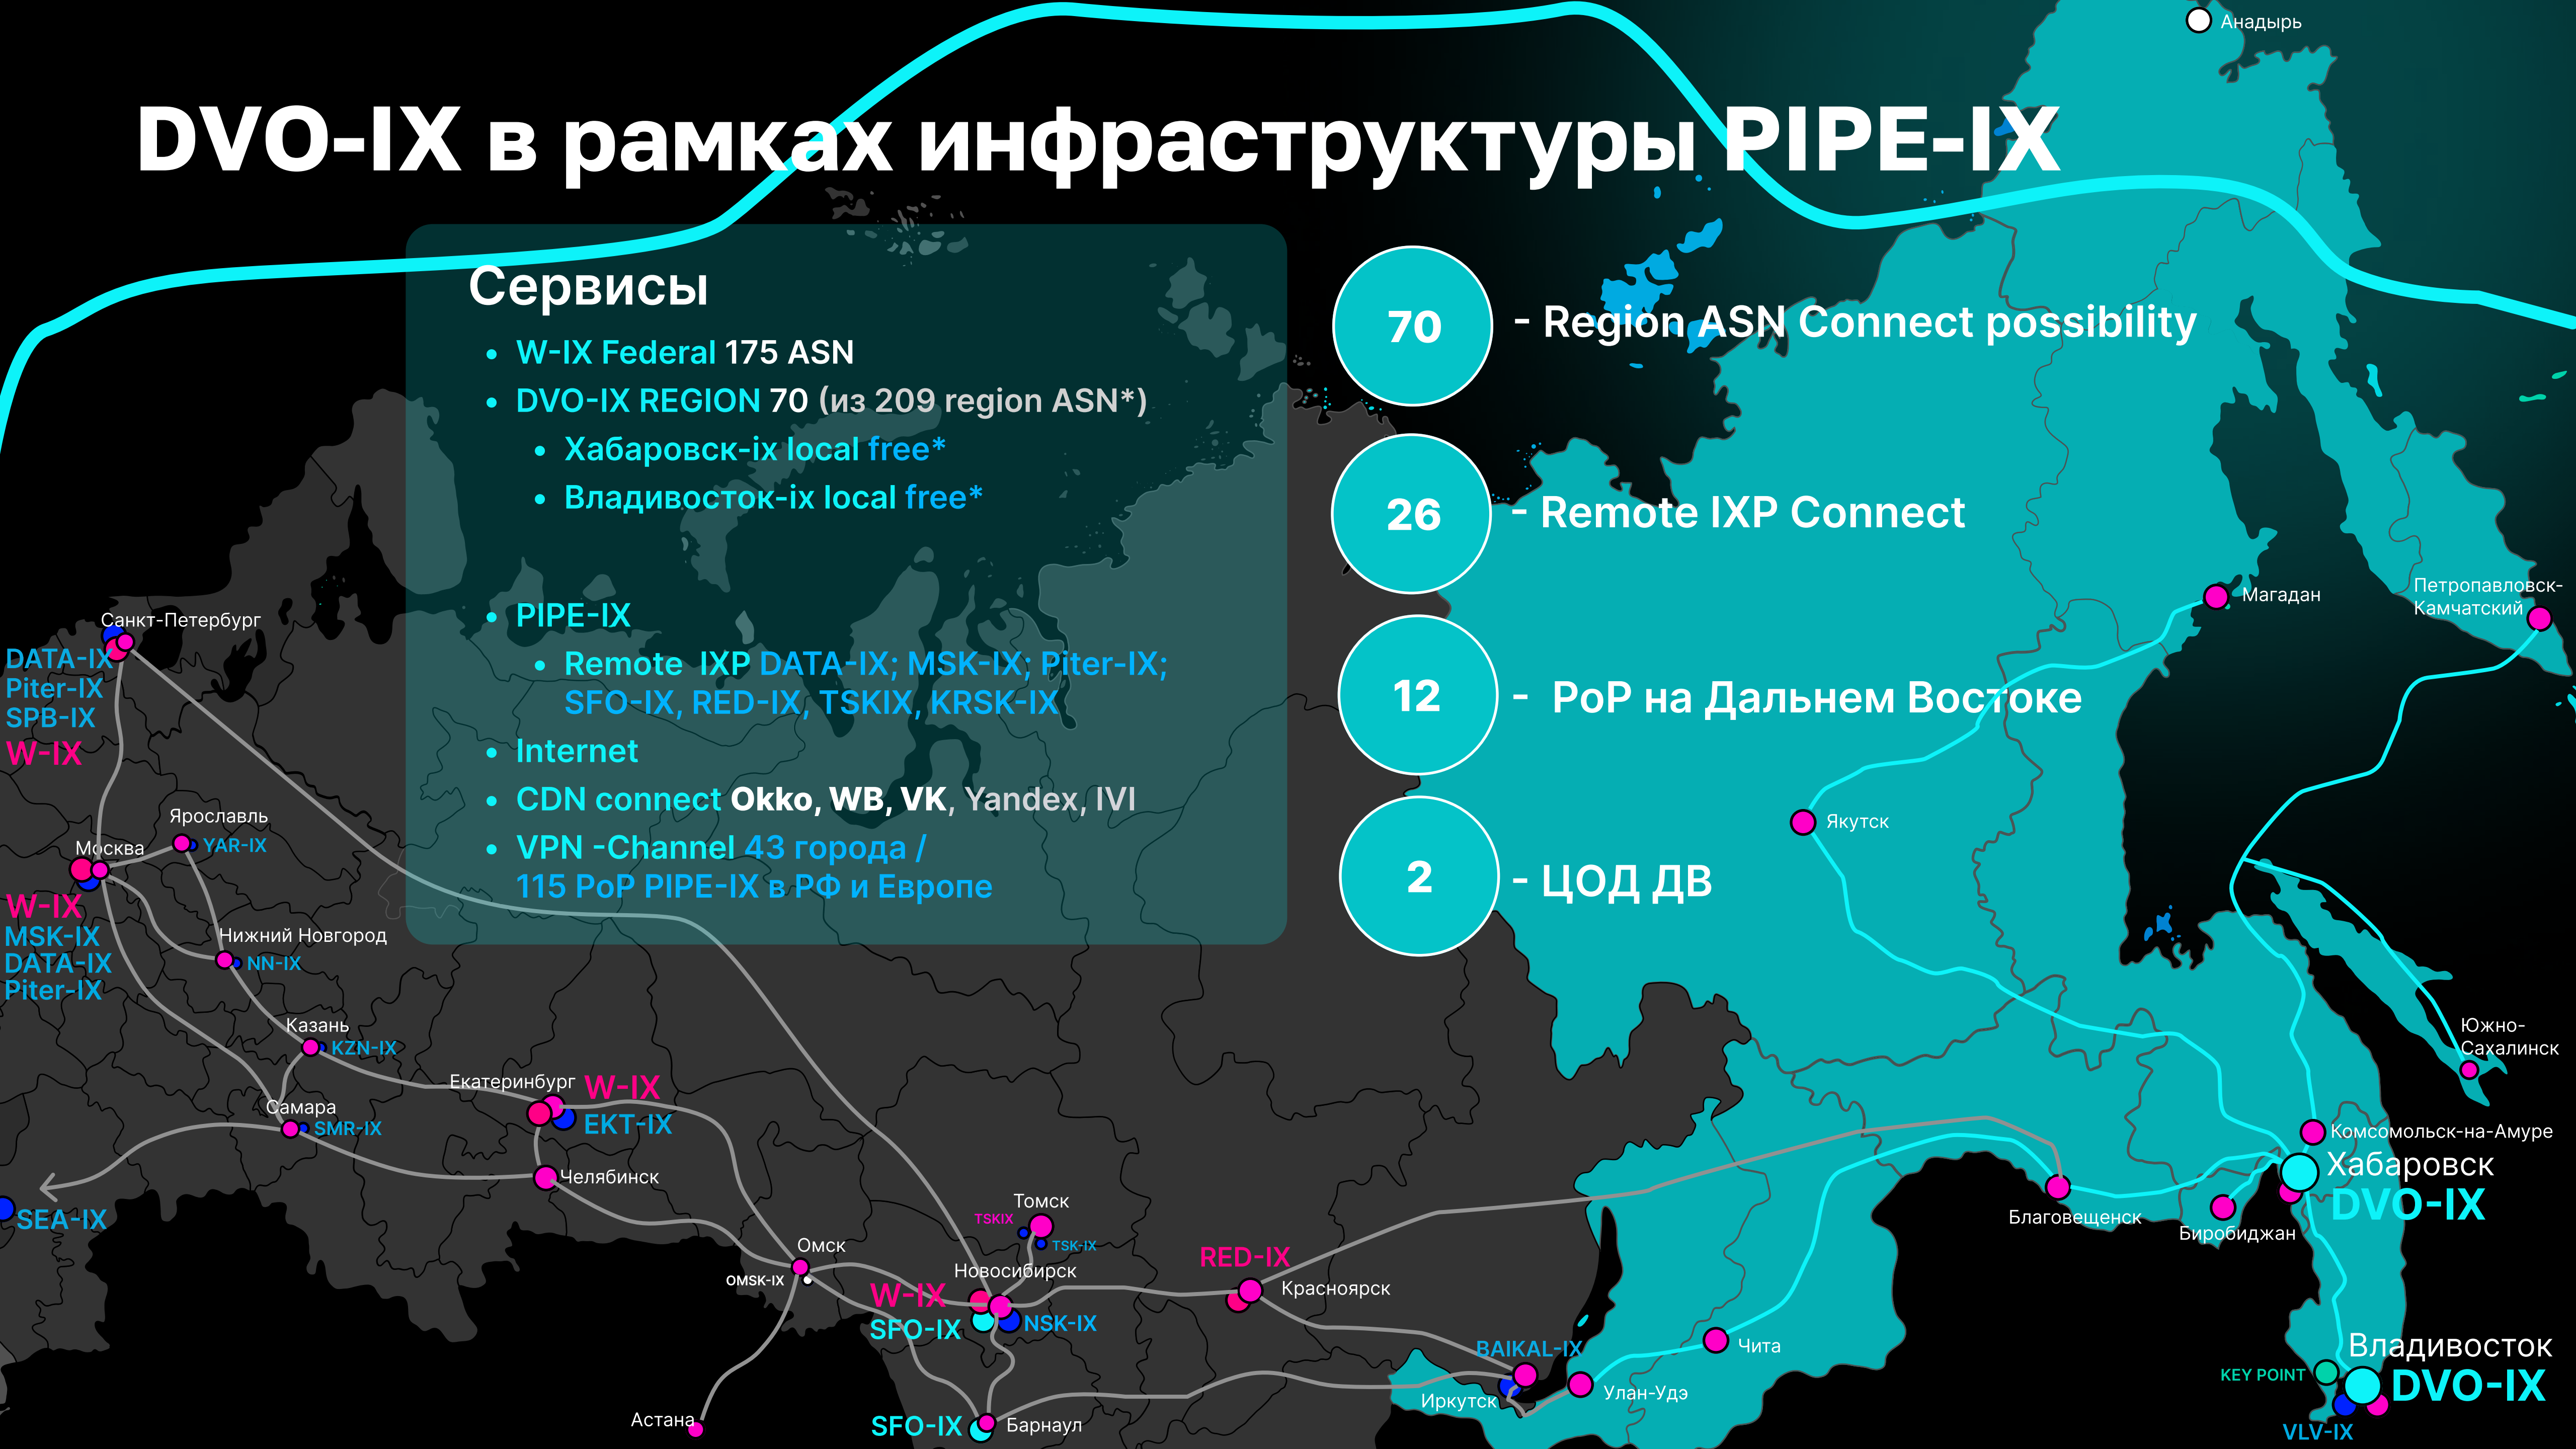 Анадырь
DVO-IX в рамках инфраструктуры PIPE-IX
Сервисы
• W-IX Federal 175 ASN
• DVO-IX REGION 70 (из 209 region ASN*)
• Хабаровск-ix local free*
• Владивосток-ix local free*
• PIPE-IX
• Remote IXP DATA-IX; MSK-IX; Piter-IX;
SFO-IX, RED-IX, TSKIX, KRSK-IX
• Internet
• CDN connect Okko, WB, VK, Yandex, IVI
• VPN -Channel 43 города /
115 PoP PIPE-IX в РФ и Европе
70 - Region ASN Connect possibility
26 - Remote IXP Connect
12 - PoP на Дальнем Востоке
2 - ЦОД ДВ
Санкт-Петербург
DATA-IX
Piter-IX
SPB-IX
W-IX
Ярославль
YAR-IX
Москва
W-IX
MSK-IX
DATA-IX
Piter-IX
Нижний Новгород
NN-IX
Казань
KZN-IX
Самара
SMR-IX
SEA-IX
Екатеринбург
W-IX
EKT-IX
Челябинск
Омск
OMSK-IX
Астана
Томск
TSKIX
TSK-IX
Новосибирск
W-IX
SFO-IX
NSK-IX
SFO-IX
Барнаул
RED-IX
Красноярск
BAIKAL-IX
Иркутск
Улан-Удэ
Чита
Якутск
Магадан
Петропавловск-
Камчатский
Южно-
Сахалинск
Комсомольск-на-Амуре
Хабаровск
DVO-IX
Благовещенск
Биробиджан
Владивосток
KEY POINT
DVO-IX
VLV-IX